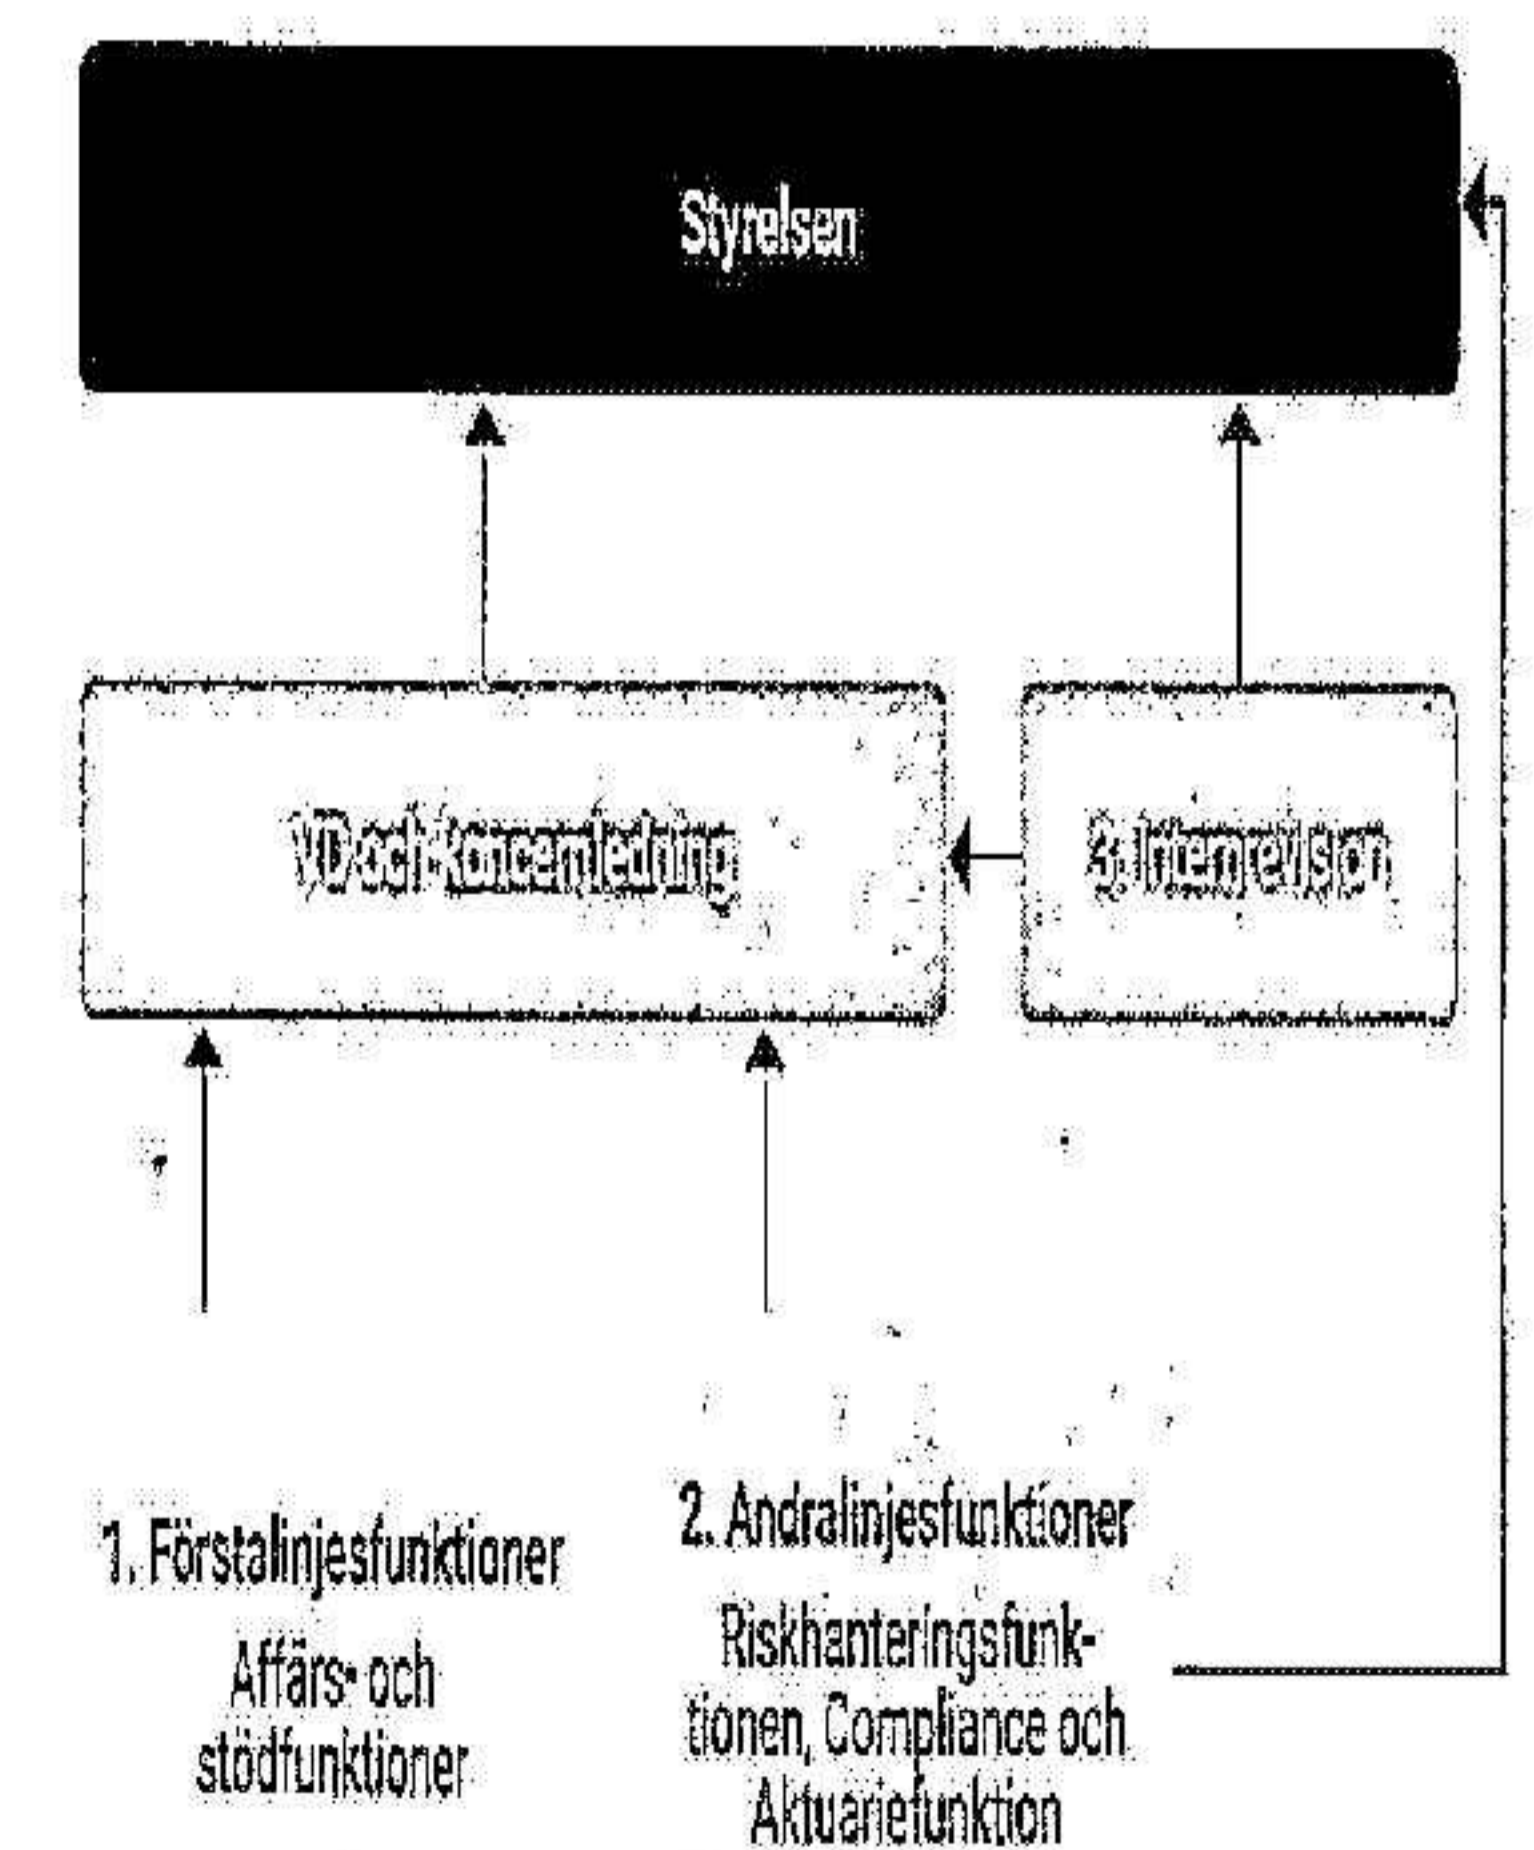 Styrelsen
VD och koncernledning
3. Internrevision
1. Förstalinjesfunktioner
Affärs- och
stödfunktioner
2. Andralinjesfunktioner
Riskhanteringsfunk-
tionen, Compliance och
Aktuariefunktion